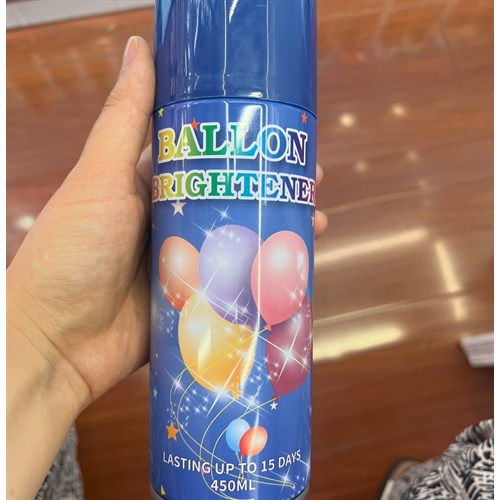 BALLON
BRIGHTENER
LASTING UP TO 15 DAYS
450ML